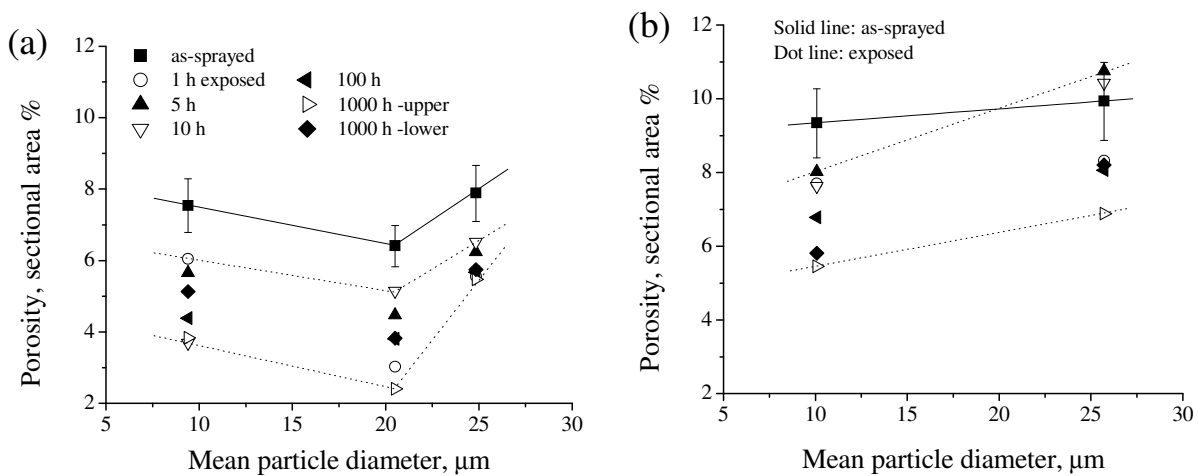 (a)
as-sprayed
1 h exposed
5 h
10 h
100 h
1000 h -upper
1000 h -lower
12
10
8
6
4
2
5
10
15
20
25
30
Porosity, sectional area %
Mean particle diameter, μm
(b)
Solid line: as-sprayed
Dot line: exposed
12
10
8
6
4
2
5
10
15
20
25
30
Porosity, sectional area %
Mean particle diameter, μm